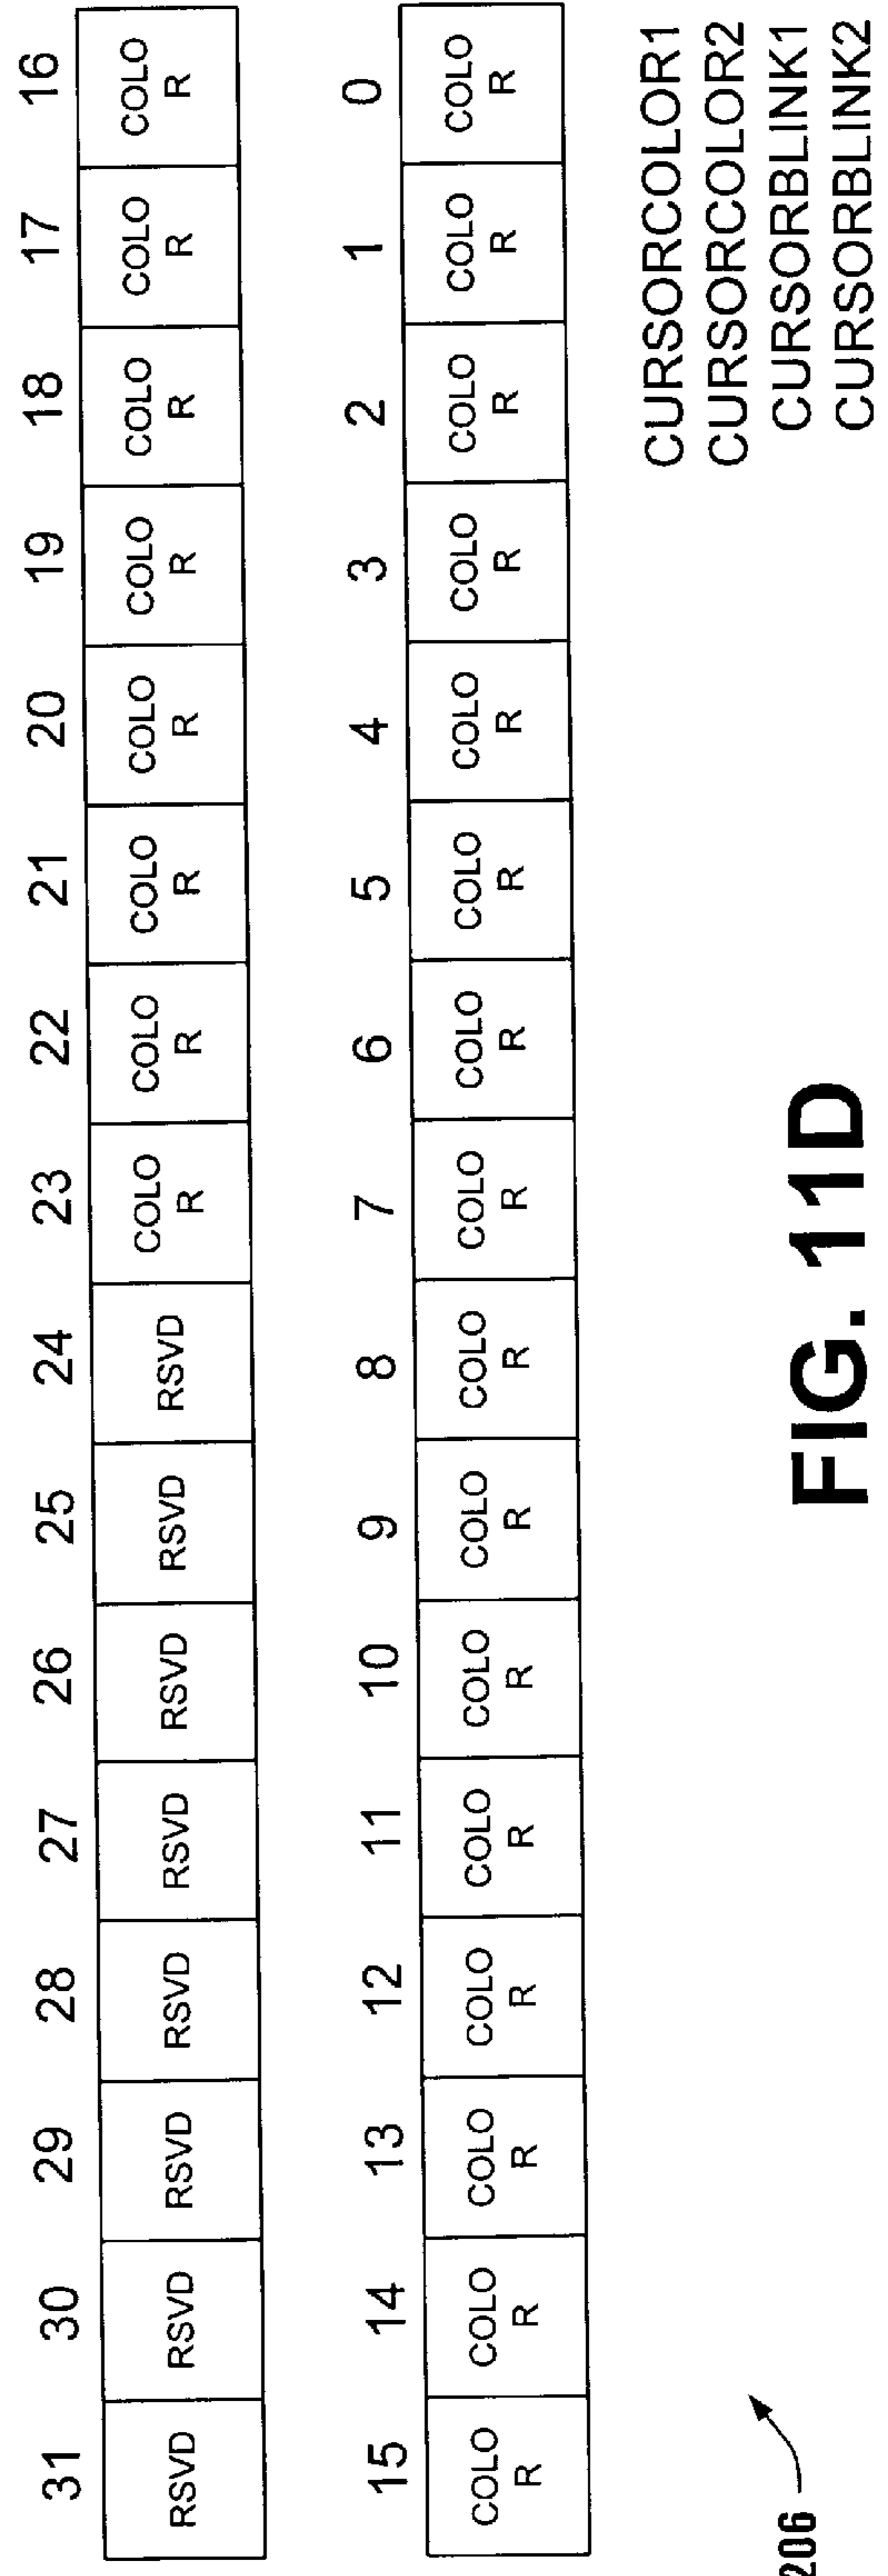 31 30 29 28 27 26 25 24 23 22 21 20 19 18 17 16
RSVD RSVD RSVD RSVD RSVD RSVD RSVD RSVD COLO COLO COLO COLO COLO COLO COLO COLO
R R R R R R R R
15 14 13 12 11 10 9 8 7 6 5 4 3 2 1 0
COLO COLO COLO COLO COLO COLO COLO COLO COLO COLO COLO COLO COLO COLO COLO COLO
R R R R R R R R R R R R R R R R
CURSORCOLOR1
CURSORCOLOR2
CURSORBLINK1
CURSORBLINK2
206
FIG. 11D